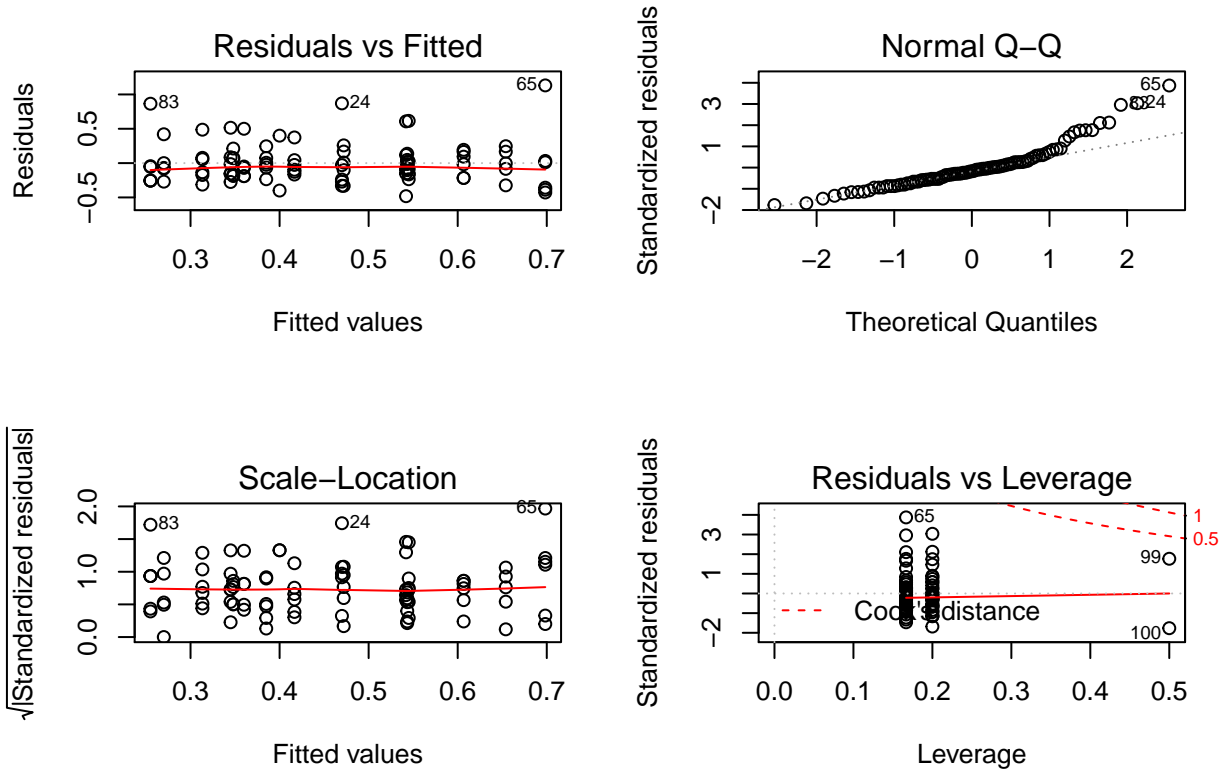 Residuals vs Fitted
Residuals
−0.5
0.5
83
24
65
0.3 0.4 0.5 0.6 0.7
Fitted values
Normal Q−Q
Standardized residuals
−2
1
3
65
24
−2 −1 0 1 2
Theoretical Quantiles
Scale−Location
√|Standardized residuals|
0.0
1.0
2.0
83
24
65
0.3 0.4 0.5 0.6 0.7
Fitted values
Residuals vs Leverage
Standardized residuals
−2
1
3
65
99
100
1
0.5
Cook's distance
0.0 0.1 0.2 0.3 0.4 0.5
Leverage